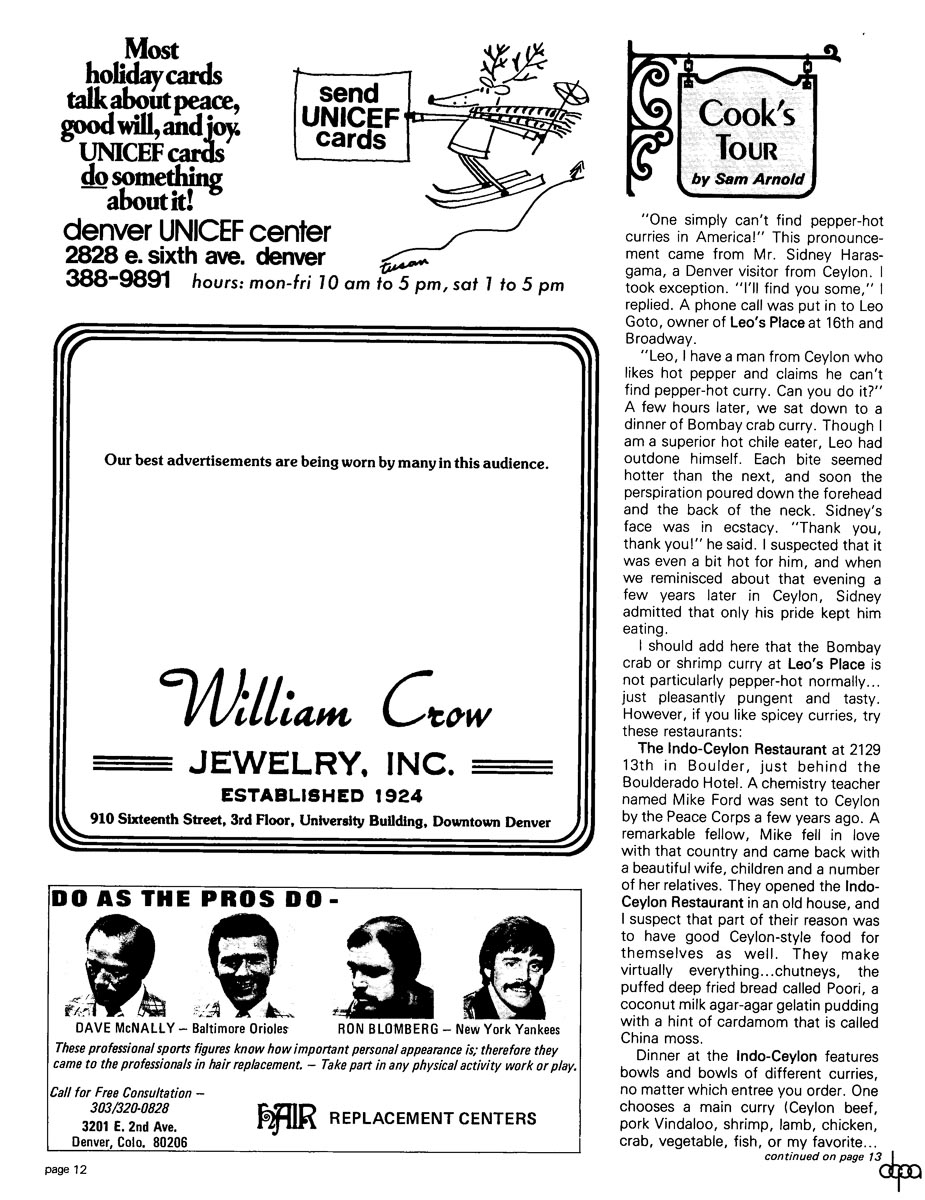 Most
holiday cards
talk about peace,
good will, and joy.
UNICEF cards
do something
about it!
send
UNICEF
cards
tusan
denver UNICEF center
2828 e. sixth ave. denver
388-9891 hours: mon-fri 10 am to 5 pm, sat 1 to 5 pm
Our best advertisements are being worn by many in this audience.
William Crow
JEWELRY, INC.
ESTABLISHED 1924
910 Sixteenth Street, 3rd Floor, University Building, Downtown Denver
DO AS THE PROS DO -
DAVE McNALLY – Baltimore Orioles
RON BLOMBERG – New York Yankees
These professional sports figures know how important personal appearance is; therefore they
came to the professionals in hair replacement. – Take part in any physical activity work or play.
Call for Free Consultation –
303/320-0828
3201 E. 2nd Ave.
Denver, Colo. 80206
HAIR REPLACEMENT CENTERS
page 12
Cook's
TOUR
by Sam Arnold
"One simply can't find pepper-hot
curries in America!" This pronounce-
ment came from Mr. Sidney Haras-
gama, a Denver visitor from Ceylon. I
took exception. "I'll find you some," I
replied. A phone call was put in to Leo
Goto, owner of Leo's Place at 16th and
Broadway.
"Leo, I have a man from Ceylon who
likes hot pepper and claims he can't
find pepper-hot curry. Can you do it?"
A few hours later, we sat down to a
dinner of Bombay crab curry. Though I
am a superior hot chile eater, Leo had
outdone himself. Each bite seemed
hotter than the next, and soon the
perspiration poured down the forehead
and the back of the neck. Sidney's
face was in ecstacy. "Thank you,
thank you!" he said. I suspected that it
was even a bit hot for him, and when
we reminisced about that evening a
few years later in Ceylon, Sidney
admitted that only his pride kept him
eating.
I should add here that the Bombay
crab or shrimp curry at Leo's Place is
not particularly pepper-hot normally...
just pleasantly pungent and tasty.
However, if you like spicey curries, try
these restaurants:
The Indo-Ceylon Restaurant at 2129
13th in Boulder, just behind the
Boulderado Hotel. A chemistry teacher
named Mike Ford was sent to Ceylon
by the Peace Corps a few years ago. A
remarkable fellow, Mike fell in love
with that country and came back with
a beautiful wife, children and a number
of her relatives. They opened the Indo-
Ceylon Restaurant in an old house, and
I suspect that part of their reason was
to have good Ceylon-style food for
themselves as well. They make
virtually everything...chutneys, the
puffed deep fried bread called Poori, a
coconut milk agar-agar gelatin pudding
with a hint of cardamom that is called
China moss.
Dinner at the Indo-Ceylon features
bowls and bowls of different curries,
no matter which entree you order. One
chooses a main curry (Ceylon beef,
pork Vindaloo, shrimp, lamb, chicken,
crab, vegetable, fish, or my favorite...
continued on page 13
dcpa